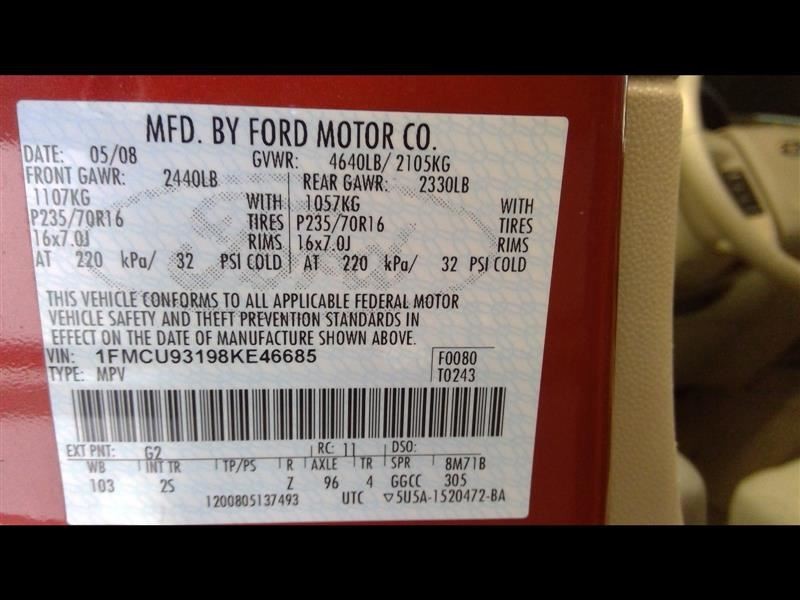 MFD. BY FORD MOTOR CO.
DATE: 05/08 GVWR: 4640LB/ 2105KG
FRONT GAWR: 2440LB REAR GAWR: 2330LB
1107KG WITH 1057KG WITH
P235/70R16 TIRES P235/70R16 TIRES
16x7.0J RIMS 16x7.0J RIMS
AT 220 kPa/ 32 PSI COLD AT 220 kPa/ 32 PSI COLD
THIS VEHICLE CONFORMS TO ALL APPLICABLE FEDERAL MOTOR
VEHICLE SAFETY AND THEFT PREVENTION STANDARDS IN
EFFECT ON THE DATE OF MANUFACTURE SHOWN ABOVE.
VIN: 1FMCU93198KE46685 F0080
TYPE: MPV T0243
EXT PNT: G2 RC: 11 DSO:
WB INT TR TP/PS R AXLE TR SPR 8M71B
103 2S Z 96 4 GGCC 305
1200805137493 UTC ▽5U5A-1520472-BA